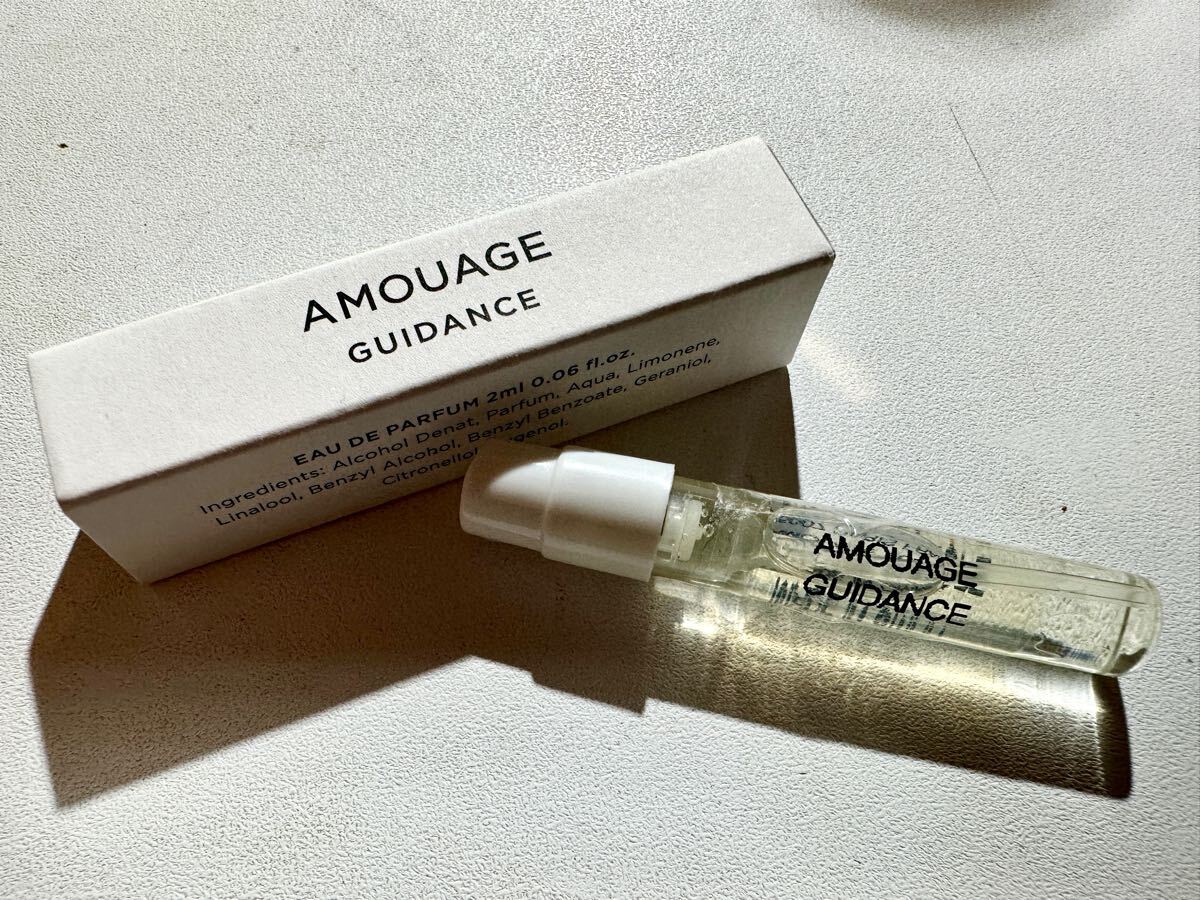 AMOUAGE
GUIDANCE
EAU DE PARFUM 2ml 0.06 fl.oz.
Ingredients: Alcohol Denat, Parfum, Aqua, Limonene,
Linalool, Benzyl Alcohol, Benzyl Benzoate, Geraniol,
Citronellol,
AMOUAGE
GUIDANCE